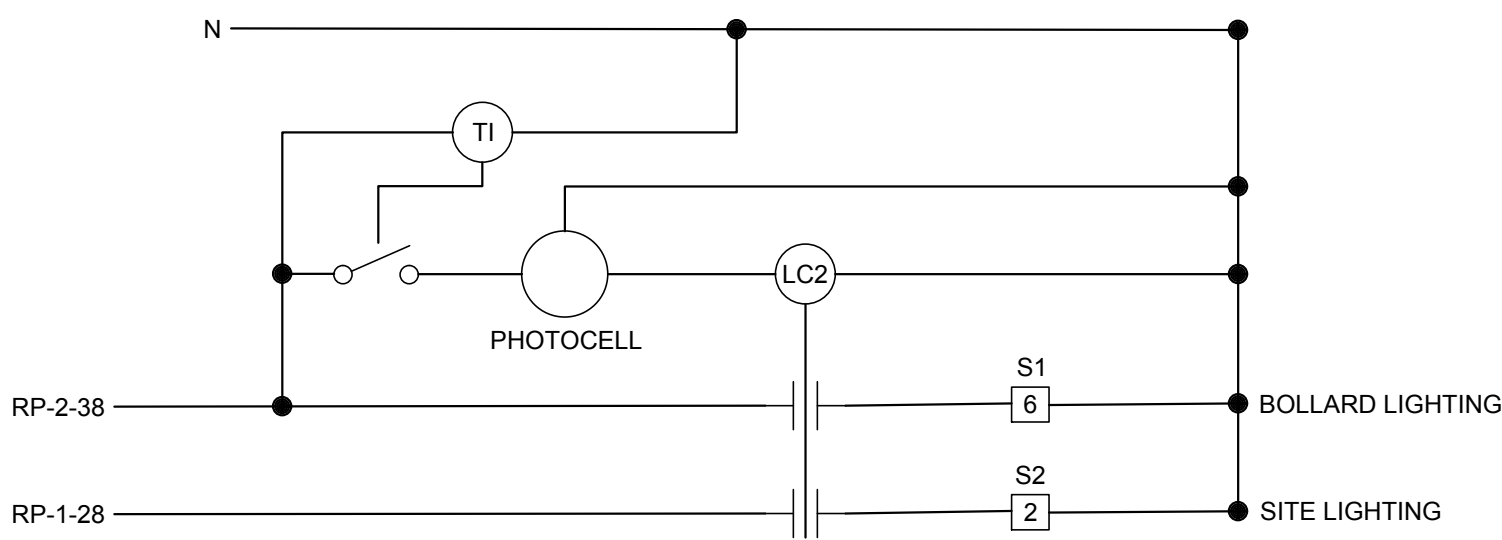 N
TI
LC2
PHOTOCELL
S1
RP-2-38
6
BOLLARD LIGHTING
S2
RP-1-28
2
SITE LIGHTING